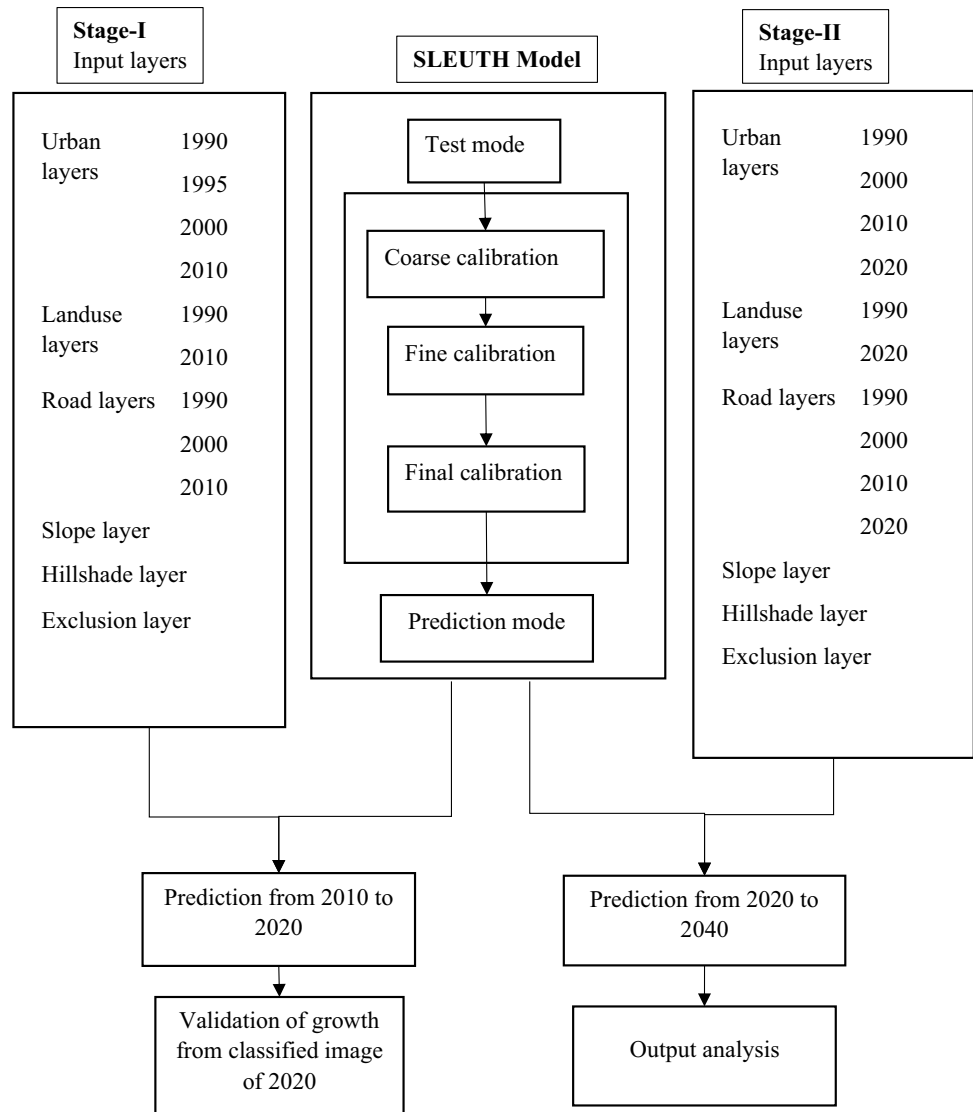 Stage-I
Input layers
Urban layers
1990
1995
2000
2010
Landuse layers
1990
2010
Road layers
1990
2000
2010
Slope layer
Hillshade layer
Exclusion layer
SLEUTH Model
Test mode
Coarse calibration
Fine calibration
Final calibration
Prediction mode
Stage-II
Input layers
Urban layers
1990
2000
2010
2020
Landuse layers
1990
2020
Road layers
1990
2000
2010
2020
Slope layer
Hillshade layer
Exclusion layer
Prediction from 2010 to
2020
Validation of growth
from classified image
of 2020
Prediction from 2020 to
2040
Output analysis